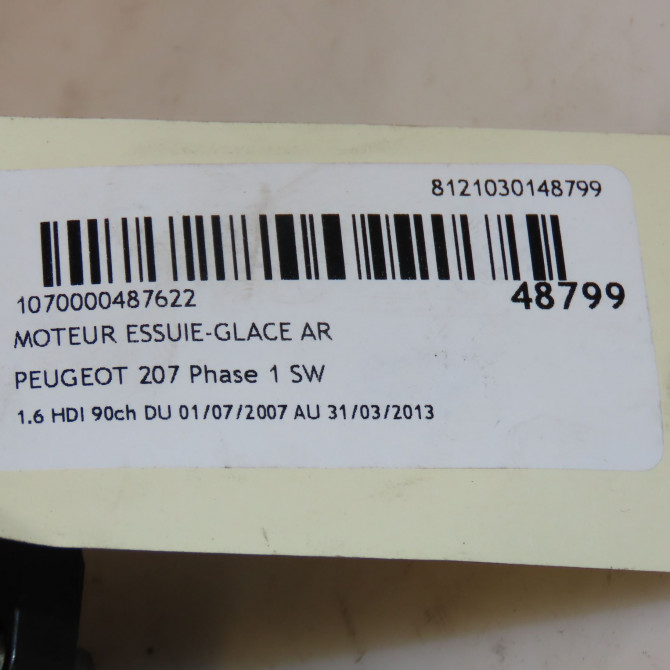 8121030148799
1070000487622 48799
MOTEUR ESSUIE-GLACE AR
PEUGEOT 207 Phase 1 SW
1.6 HDI 90ch DU 01/07/2007 AU 31/03/2013